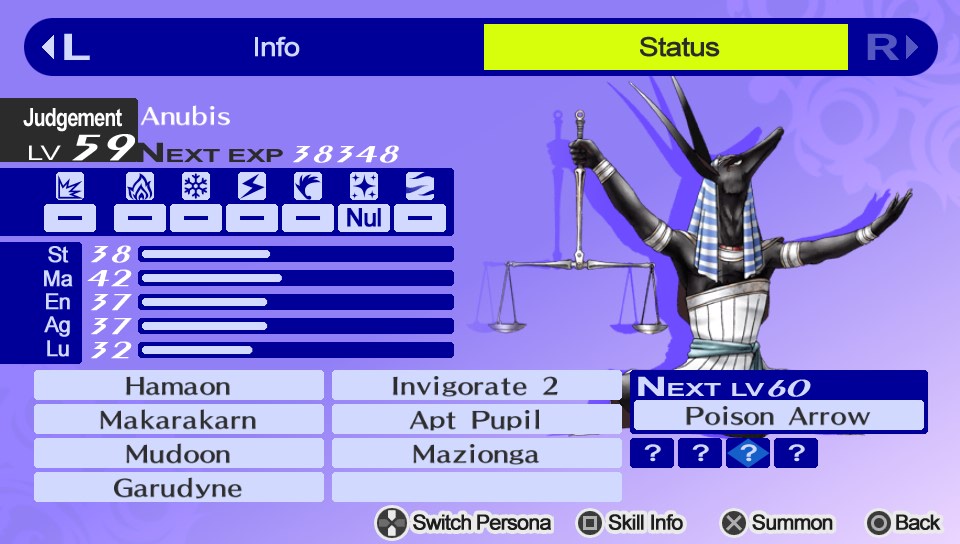 L Info Status R
Judgement Anubis
LV 59 NEXT EXP 38348
— — — — — Nul —
St 38
Ma 42
En 37
Ag 37
Lu 32
Hamaon Invigorate 2 NEXT LV 60
Makarakarn Apt Pupil Poison Arrow
Mudoon Mazionga ? ? ? ?
Garudyne
Switch Persona Skill Info Summon Back